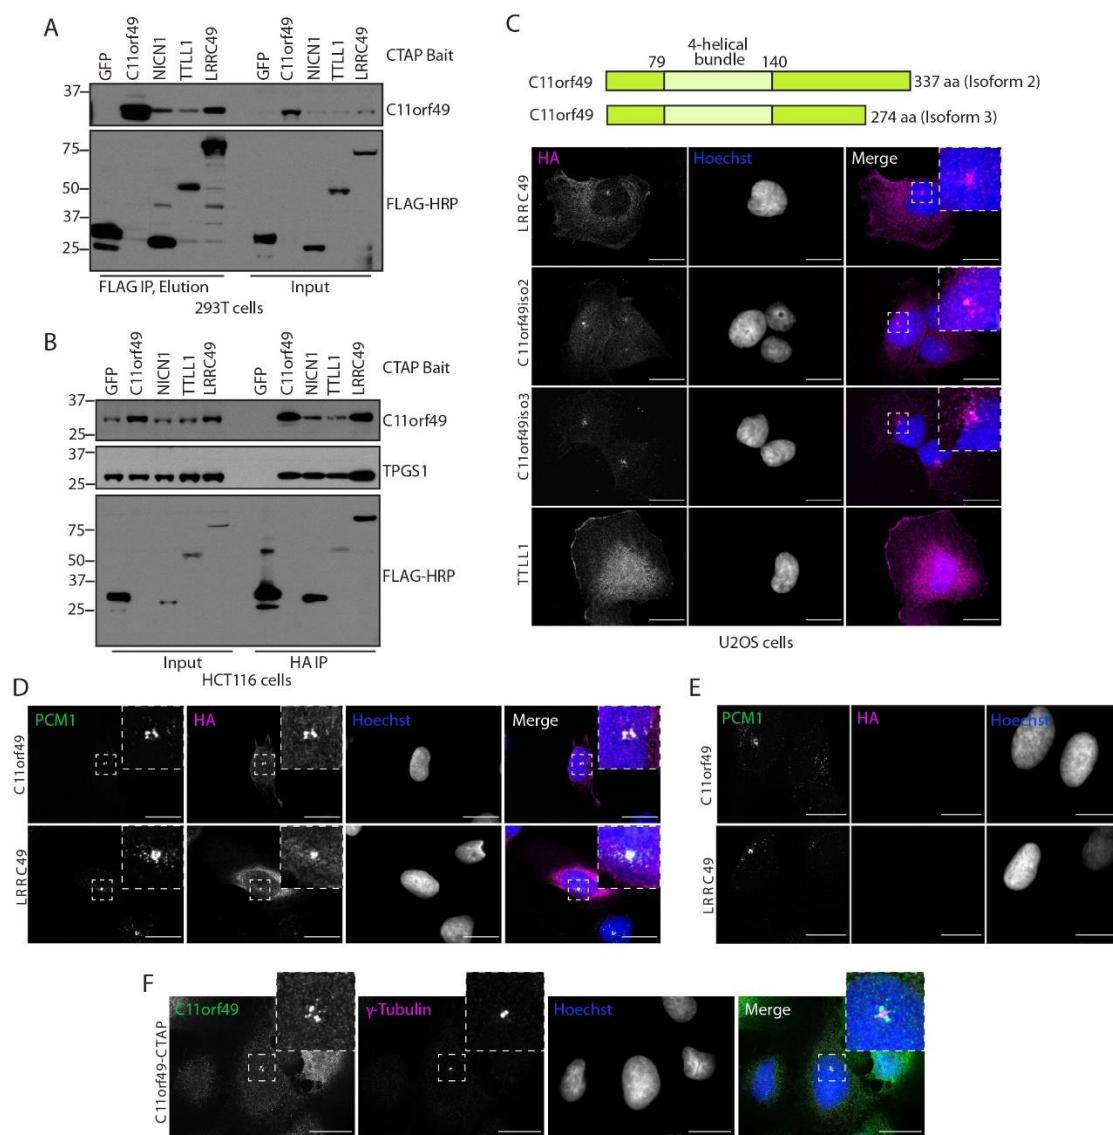 A
GFP
C11orf49
NICN1
TTLL1
LRRC49
GFP
C11orf49
NICN1
TTLL1
LRRC49
CTAP Bait
37
25
C11orf49
75
50
37
25
FLAG-HRP
FLAG IP, Elution
Input
293T cells
B
GFP
C11orf49
NICN1
TTLL1
LRRC49
GFP
C11orf49
NICN1
TTLL1
LRRC49
CTAP Bait
37
25
C11orf49
37
25
TPGS1
75
50
37
25
FLAG-HRP
Input
HA IP
HCT116 cells
C
79
4-helical
bundle
140
C11orf49
337 aa (Isoform 2)
C11orf49
274 aa (Isoform 3)
HA
Hoechst
Merge
LRRC49
C11orf49iso2
C11orf49iso3
TTLL1
U2OS cells
D
PCM1
HA
Hoechst
Merge
C11orf49
LRRC49
E
PCM1
HA
Hoechst
C11orf49
LRRC49
F
C11orf49
γ-Tubulin
Hoechst
Merge
C11orf49-CTAP